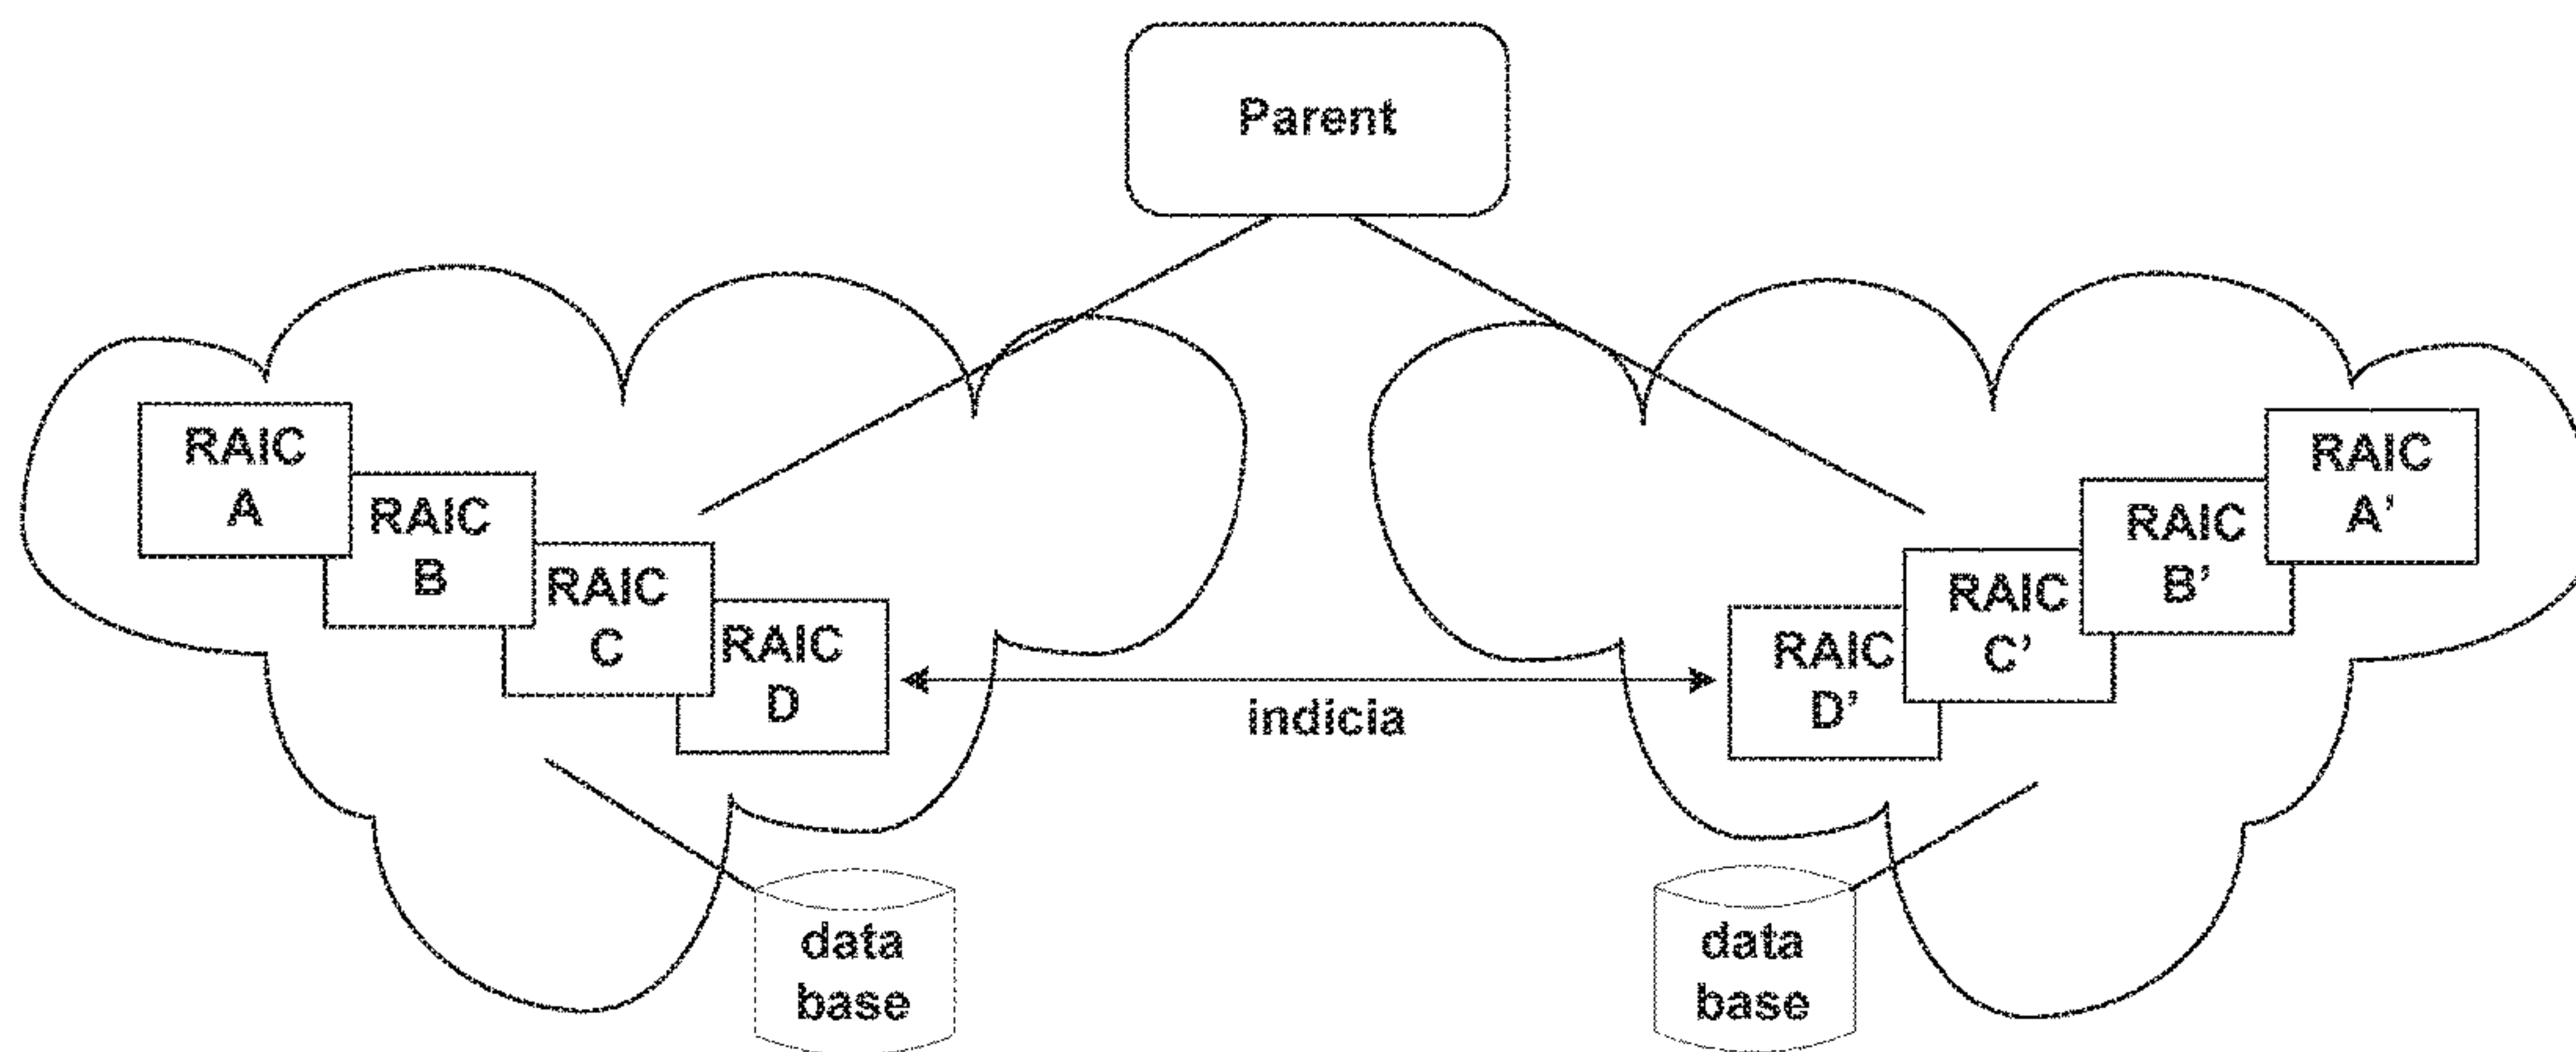 Parent
RAIC
A
RAIC
B
RAIC
C
RAIC
D
indicia
RAIC
A’
RAIC
B’
RAIC
C’
RAIC
D’
data
base
data
base